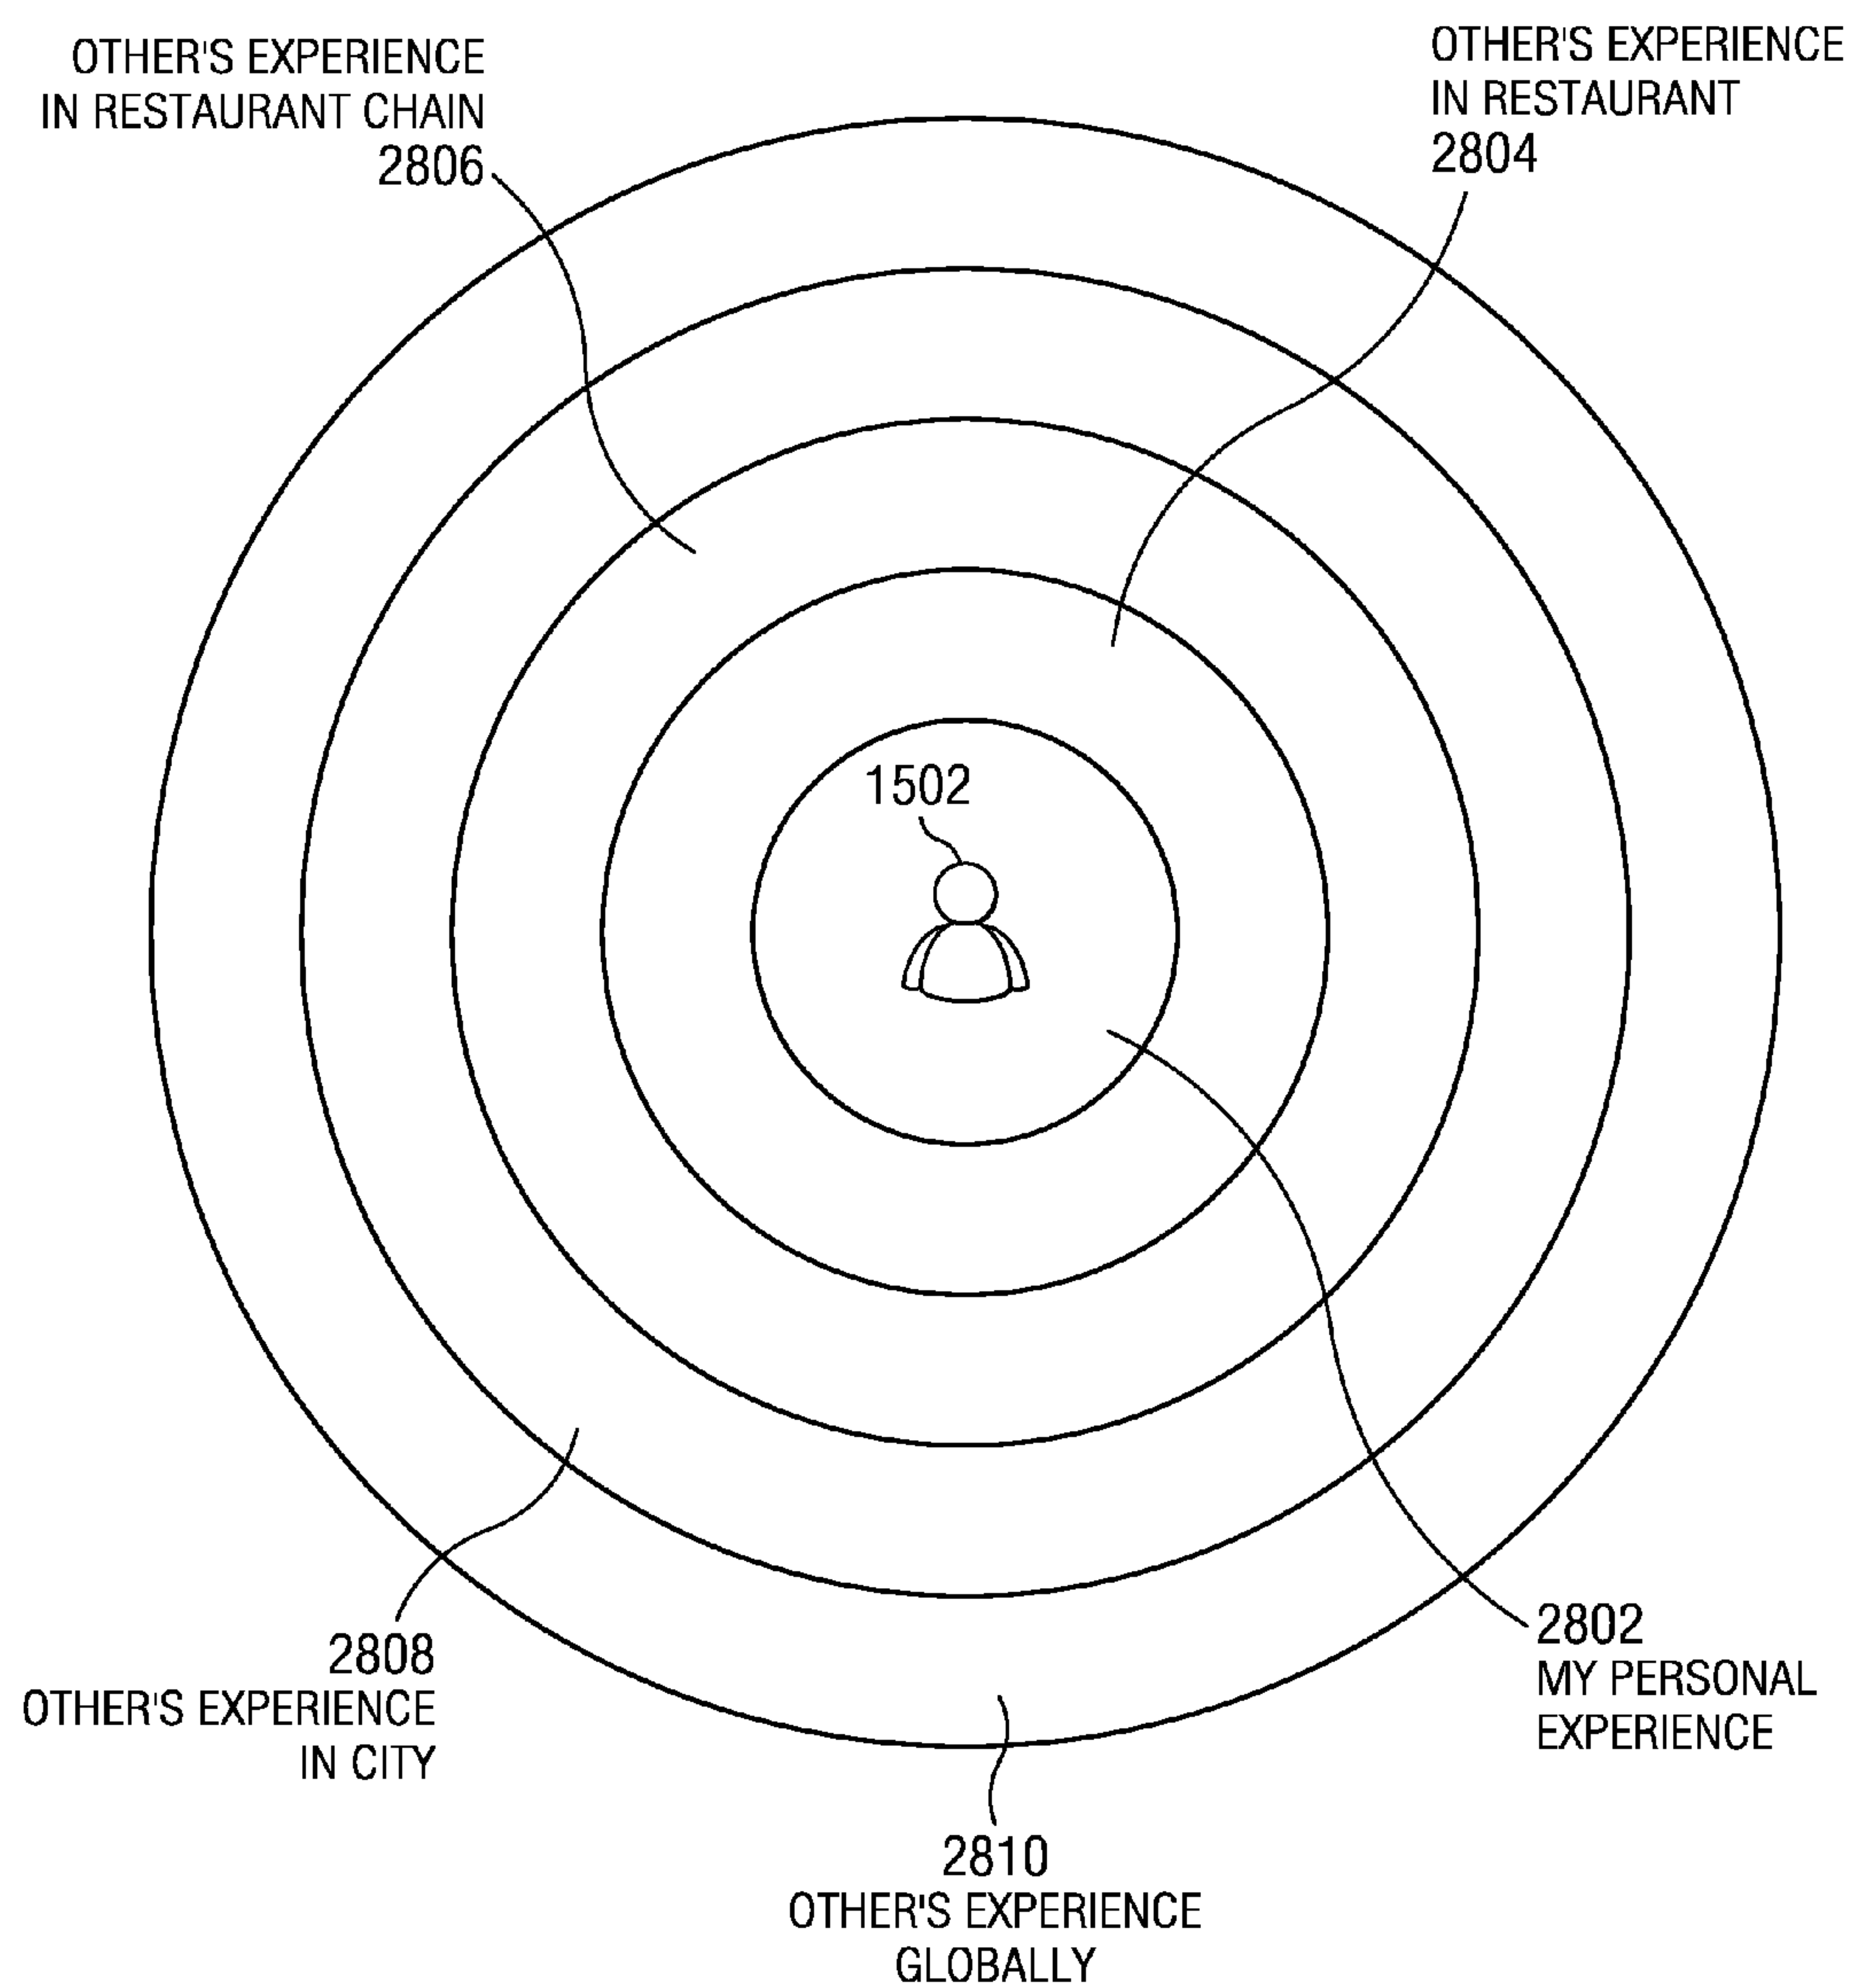 OTHER'S EXPERIENCE
IN RESTAURANT CHAIN
2806
OTHER'S EXPERIENCE
IN RESTAURANT
2804
1502
2808
OTHER'S EXPERIENCE
IN CITY
2802
MY PERSONAL
EXPERIENCE
2810
OTHER'S EXPERIENCE
GLOBALLY